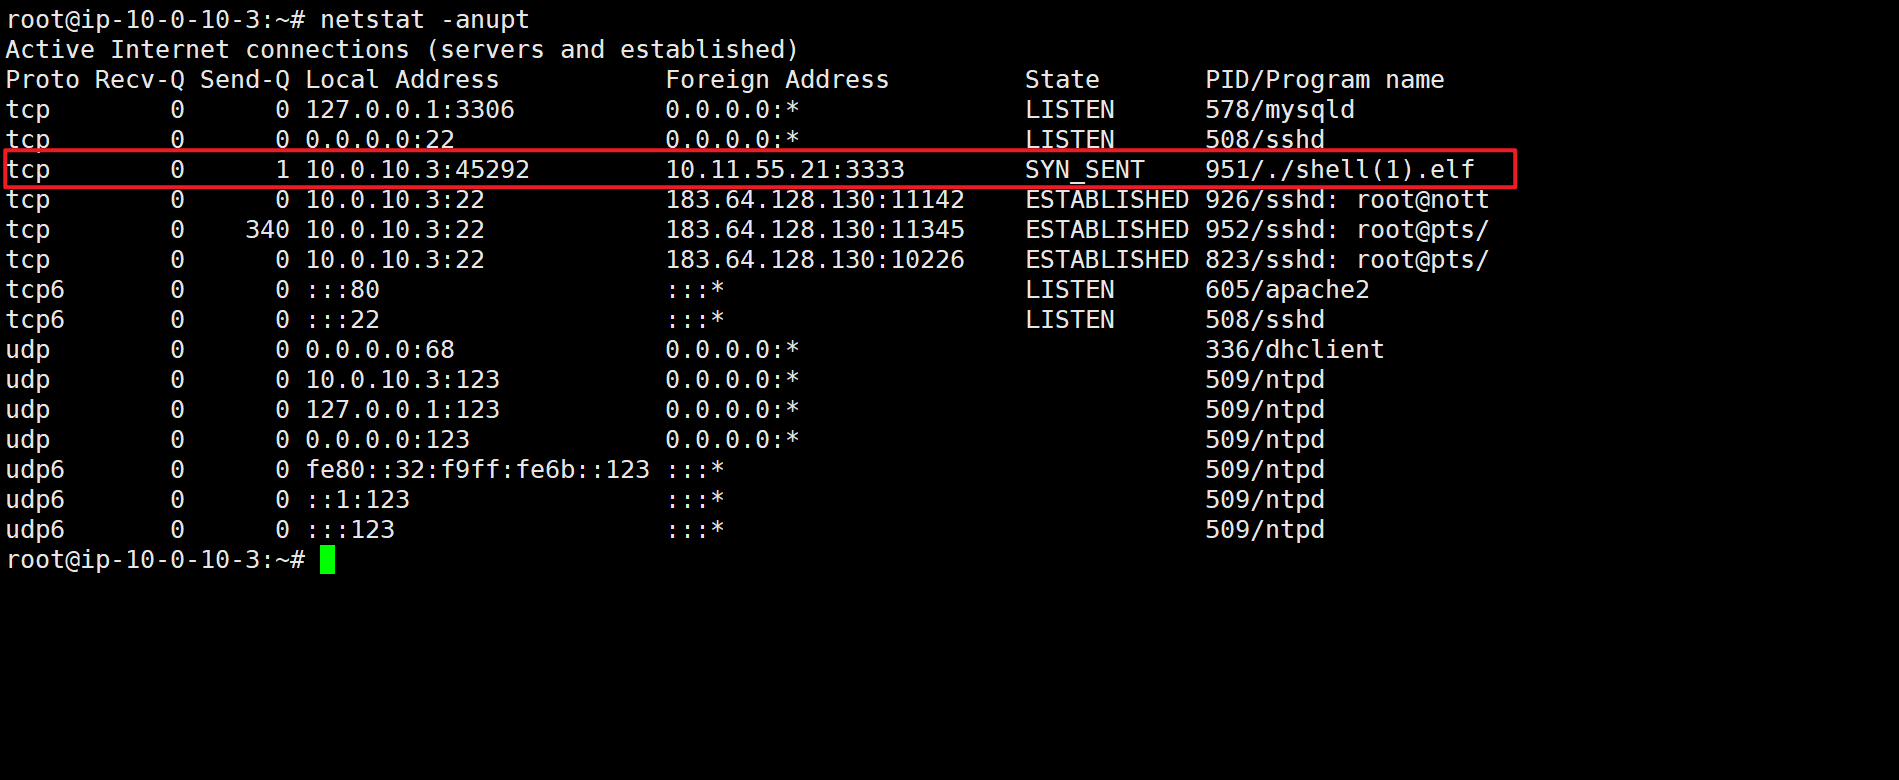 root@ip-10-0-10-3:~# netstat -anupt
Active Internet connections (servers and established)
Proto Recv-Q Send-Q Local Address           Foreign Address         State       PID/Program name
tcp        0      0 127.0.0.1:3306          0.0.0.0:*               LISTEN      578/mysqld
tcp        0      0 0.0.0.0:22              0.0.0.0:*               LISTEN      508/sshd
tcp        0      1 10.0.10.3:45292         10.11.55.21:3333        SYN_SENT    951/./shell(1).elf
tcp        0      0 10.0.10.3:22            183.64.128.130:11142    ESTABLISHED 926/sshd: root@nott
tcp        0    340 10.0.10.3:22            183.64.128.130:11345    ESTABLISHED 952/sshd: root@pts/
tcp        0      0 10.0.10.3:22            183.64.128.130:10226    ESTABLISHED 823/sshd: root@pts/
tcp6       0      0 :::80                   :::*                    LISTEN      605/apache2
tcp6       0      0 :::22                   :::*                    LISTEN      508/sshd
udp        0      0 0.0.0.0:68              0.0.0.0:*                           336/dhclient
udp        0      0 10.0.10.3:123           0.0.0.0:*                           509/ntpd
udp        0      0 127.0.0.1:123           0.0.0.0:*                           509/ntpd
udp        0      0 0.0.0.0:123             0.0.0.0:*                           509/ntpd
udp6       0      0 fe80::32:f9ff:fe6b::123 :::*                                509/ntpd
udp6       0      0 ::1:123                 :::*                                509/ntpd
udp6       0      0 :::123                  :::*                                509/ntpd
root@ip-10-0-10-3:~#